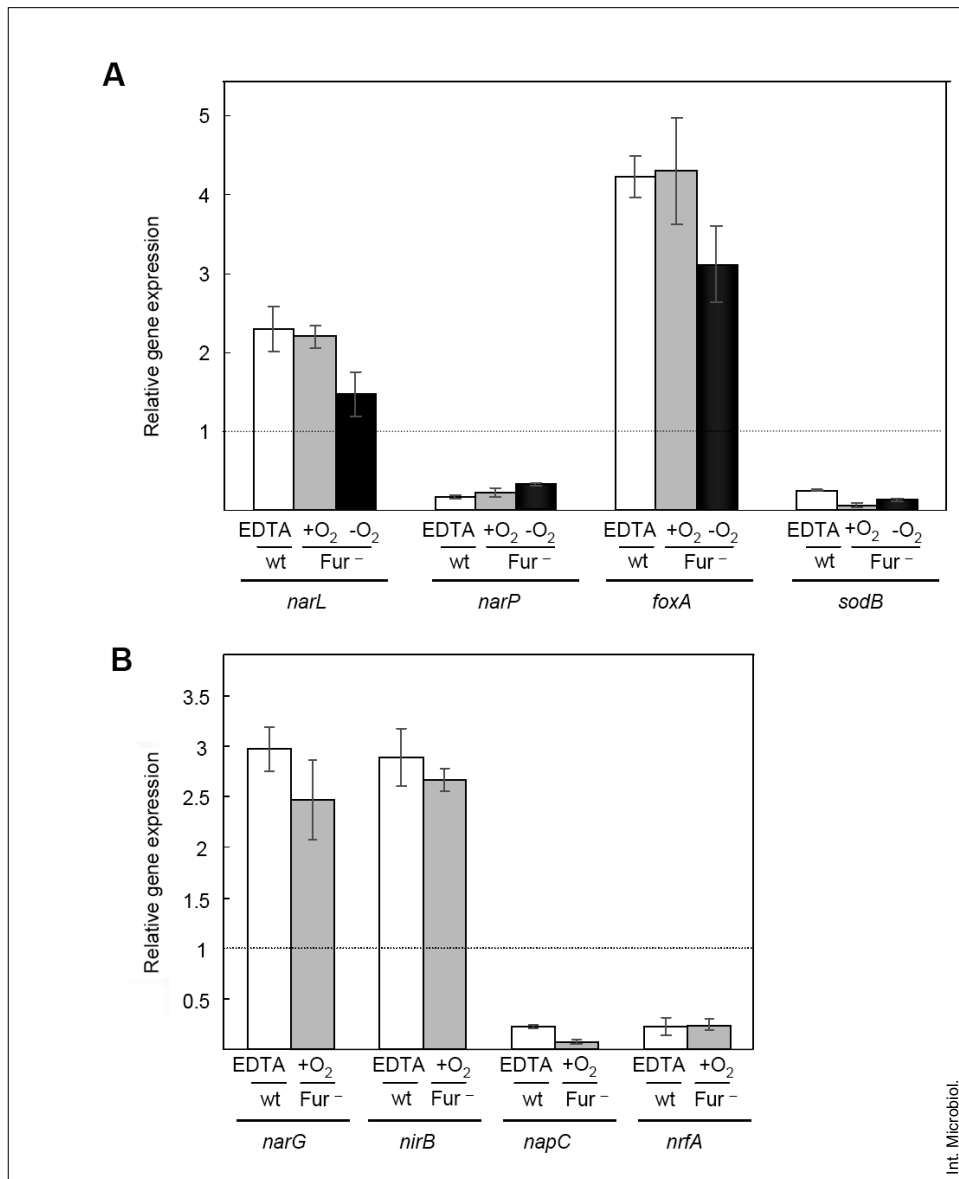 A
Relative gene expression
5
4
3
2
1
EDTA +O₂ -O₂ EDTA +O₂ -O₂ EDTA +O₂ -O₂ EDTA +O₂ -O₂
wt Fur⁻ wt Fur⁻ wt Fur⁻ wt Fur⁻
narL narP foxA sodB
B
Relative gene expression
3.5
3
2.5
2
1.5
1
0.5
EDTA +O₂ EDTA +O₂ EDTA +O₂ EDTA +O₂
wt Fur⁻ wt Fur⁻ wt Fur⁻ wt Fur⁻
narG nirB napC nrfA
Int. Microbiol.